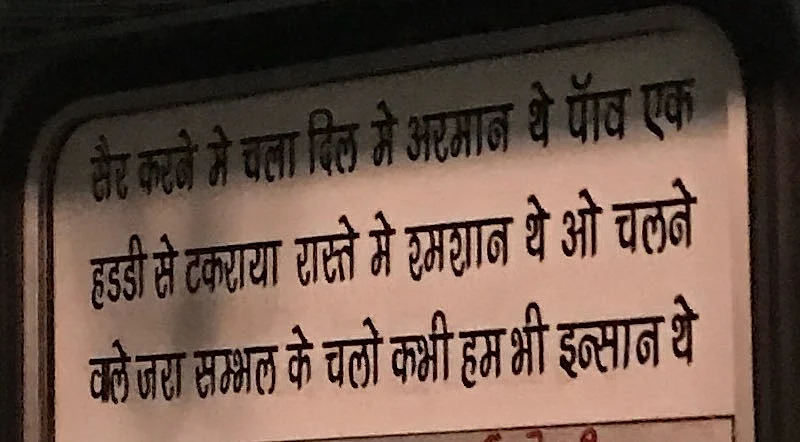 सैर करने मे चला दिल मे अरमान थे पॉव एक
हडडी से टकराया रास्ते मे श्मशान थे ओ चलने
वाले जरा सम्भल के चलो कभी हम भी इन्सान थे